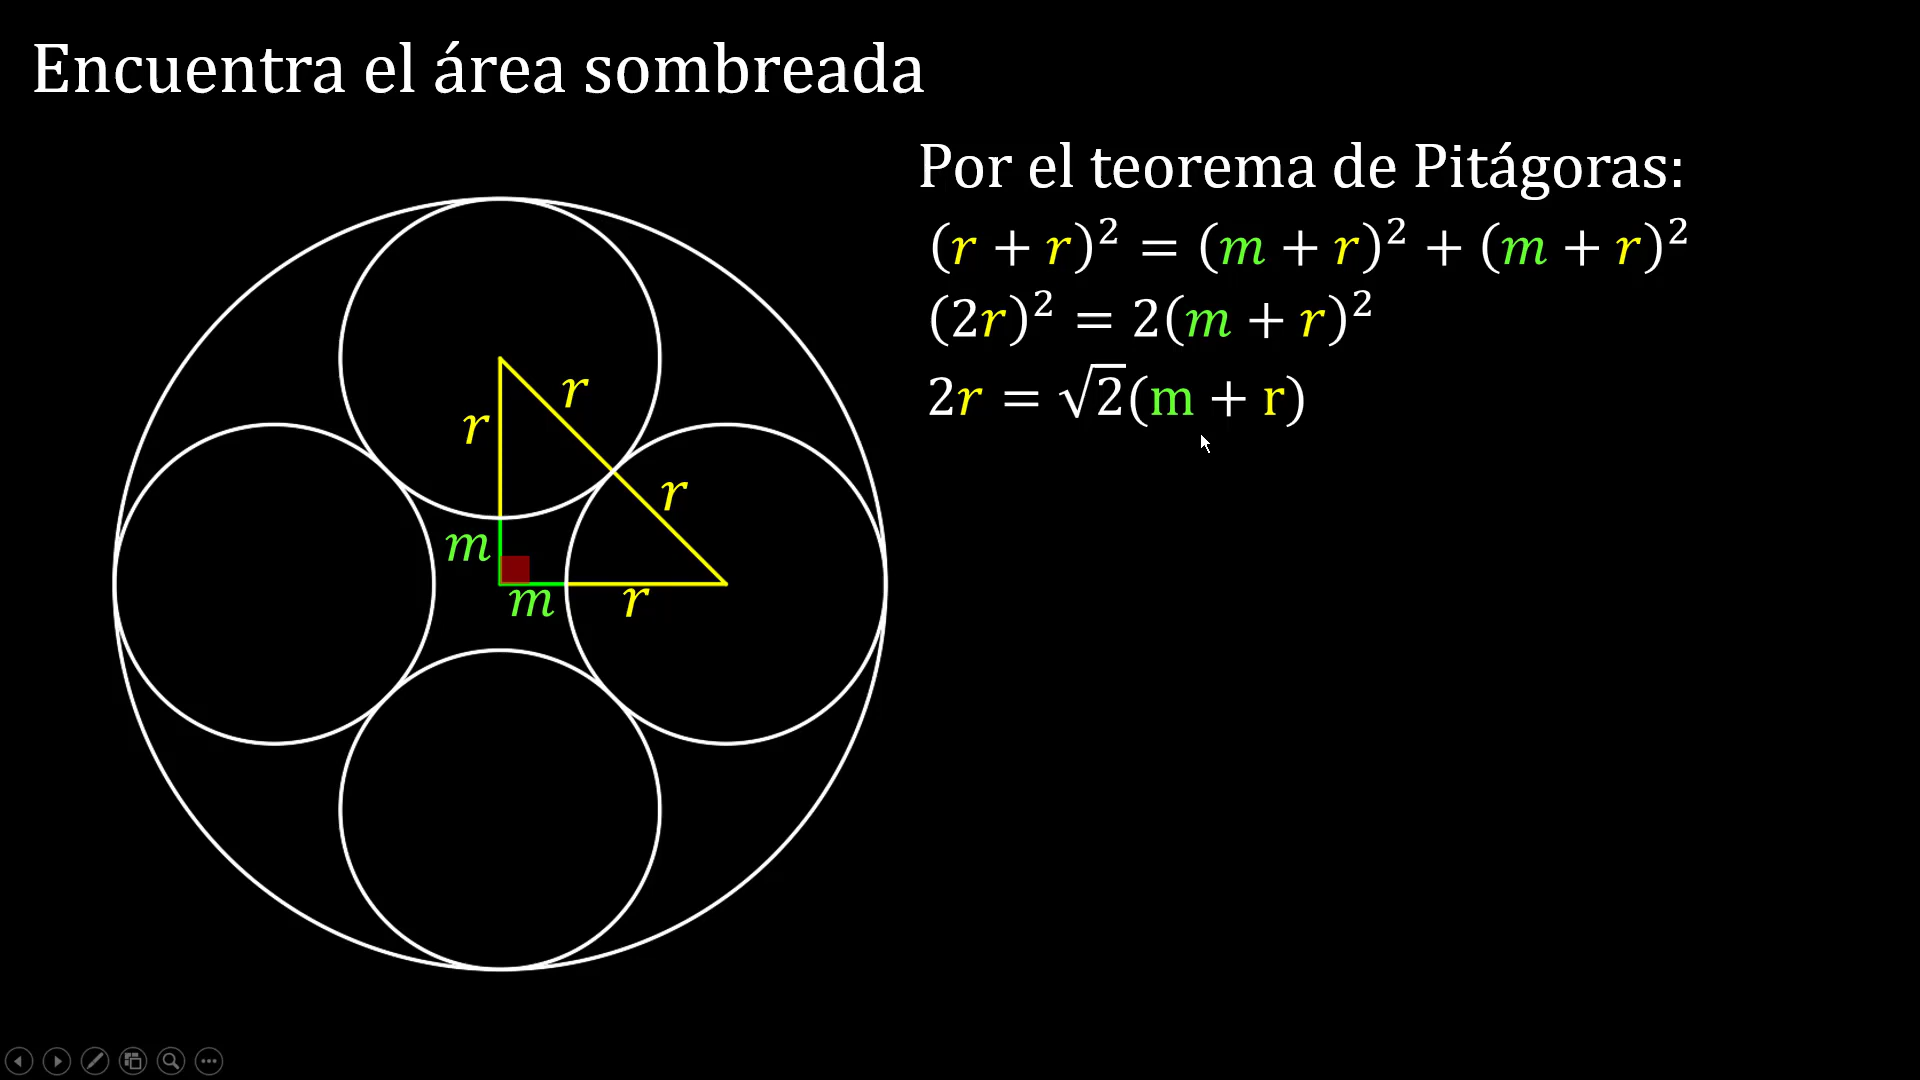 Encuentra el área sombreada
Por el teorema de Pitágoras:
(r + r)² = (m + r)² + (m + r)²
(2r)² = 2(m + r)²
2r = √2(m + r)
r
r
r
m
m
r